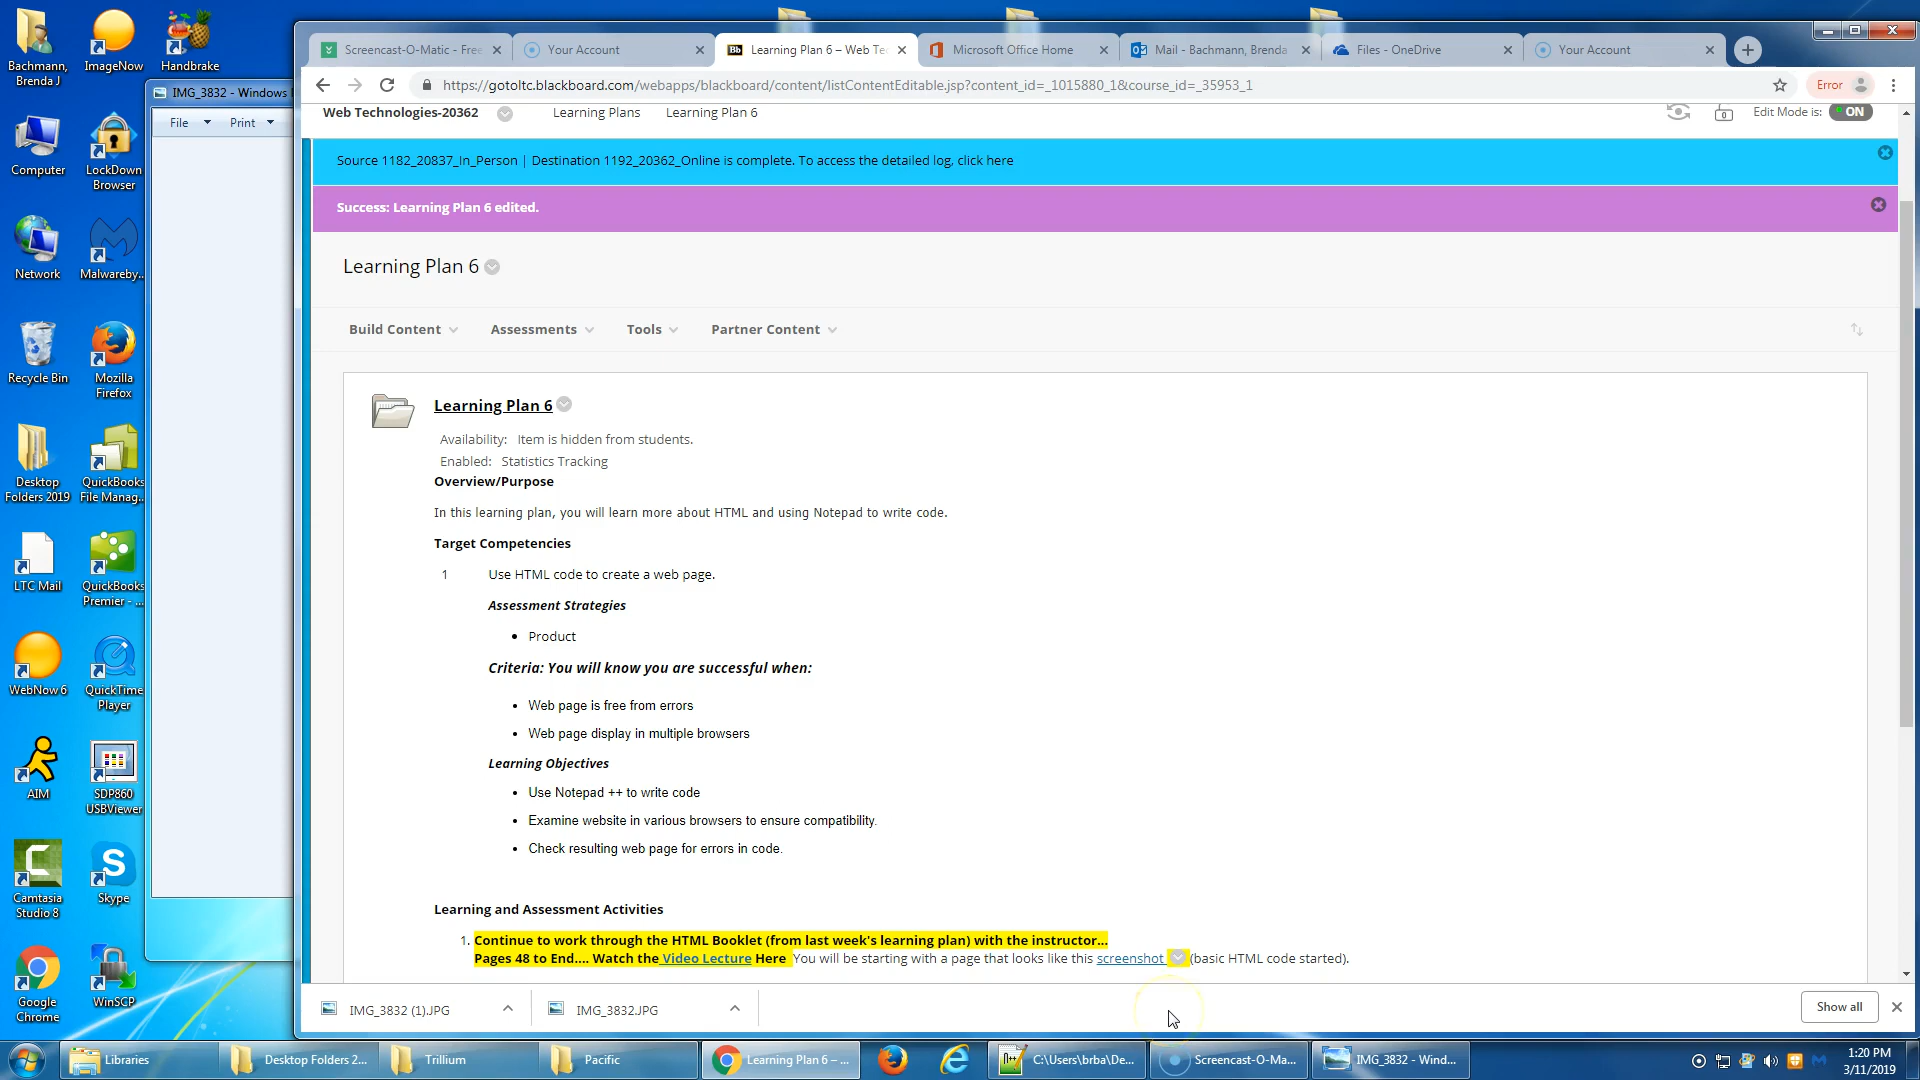 Bachmann, Brenda J
ImageNow
Handbrake
Computer
LockDown Browser
Network
Malwareby...
Recycle Bin
Mozilla Firefox
Desktop Folders 2019
QuickBooks File Manag...
LTC Mail
QuickBooks Premier - ...
WebNow 6
QuickTime Player
AIM
SDP860 USBViewer
Camtasia Studio 8
Skype
Google Chrome
WinSCP
IMG_3832 - Windows
File
Print
Screencast-O-Matic - Free
Your Account
Learning Plan 6 – Web Te
Microsoft Office Home
Mail - Bachmann, Brenda
Files - OneDrive
Your Account
https://gotoltc.blackboard.com/webapps/blackboard/content/listContentEditable.jsp?content_id=_1015880_1&course_id=_35953_1
Error
Web Technologies-20362
Learning Plans
Learning Plan 6
Edit Mode is:
ON
Source 1182_20837_In_Person | Destination 1192_20362_Online is complete. To access the detailed log, click here
Success: Learning Plan 6 edited.
Learning Plan 6
Build Content
Assessments
Tools
Partner Content
Learning Plan 6
Availability: Item is hidden from students.
Enabled: Statistics Tracking
Overview/Purpose
In this learning plan, you will learn more about HTML and using Notepad to write code.
Target Competencies
1 Use HTML code to create a web page.
Assessment Strategies
• Product
Criteria: You will know you are successful when:
• Web page is free from errors
• Web page display in multiple browsers
Learning Objectives
• Use Notepad ++ to write code
• Examine website in various browsers to ensure compatibility.
• Check resulting web page for errors in code.
Learning and Assessment Activities
1. Continue to work through the HTML Booklet (from last week's learning plan) with the instructor...
Pages 48 to End.... Watch the Video Lecture Here You will be starting with a page that looks like this screenshot (basic HTML code started).
IMG_3832 (1).JPG
IMG_3832.JPG
Show all
Libraries
Desktop Folders 2...
Trillium
Pacific
Learning Plan 6 – ...
C:\Users\brba\De...
Screencast-O-Ma...
IMG_3832 - Wind...
1:20 PM
3/11/2019